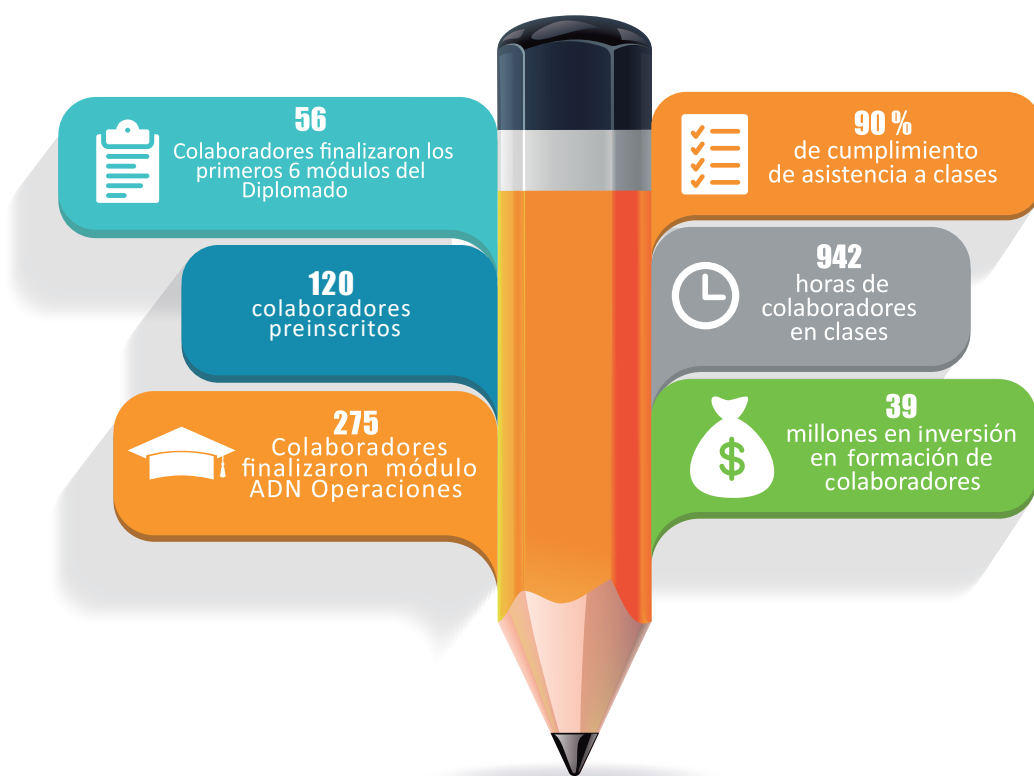 56
Colaboradores finalizaron los
primeros 6 módulos del
Diplomado
120
colaboradores
preinscritos
275
Colaboradores
finalizaron módulo
ADN Operaciones
90 %
de cumplimiento
de asistencia a clases
942
horas de
colaboradores
en clases
39
millones en inversión
en formación de
colaboradores
$